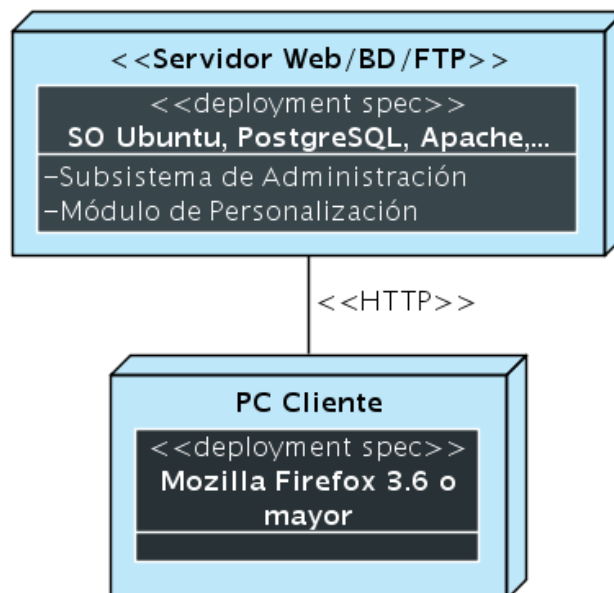 <<Servidor Web/BD/FTP>>
<<deployment spec>>
SO Ubuntu, PostgreSQL, Apache,...
–Subsistema de Administración
–Módulo de Personalización
<<HTTP>>
PC Cliente
<<deployment spec>>
Mozilla Firefox 3.6 o
mayor